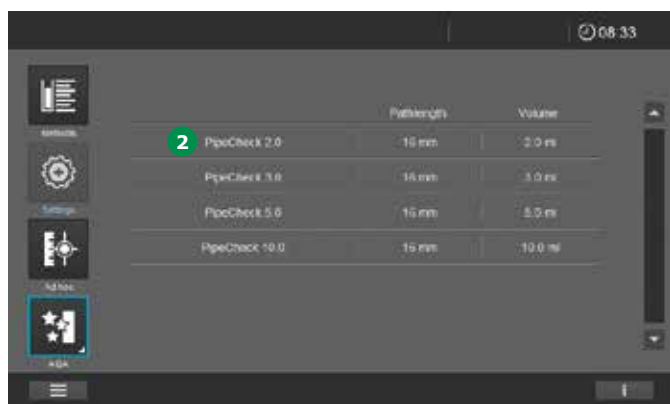 08:33
Pathlength Volume
Methods
2 PipeCheck 2.0 16 mm 2.0 ml
PipeCheck 3.0 16 mm 3.0 ml
Settings
PipeCheck 5.0 16 mm 5.0 ml
PipeCheck 10.0 16 mm 10.0 ml
Ad hoc
AQA
i